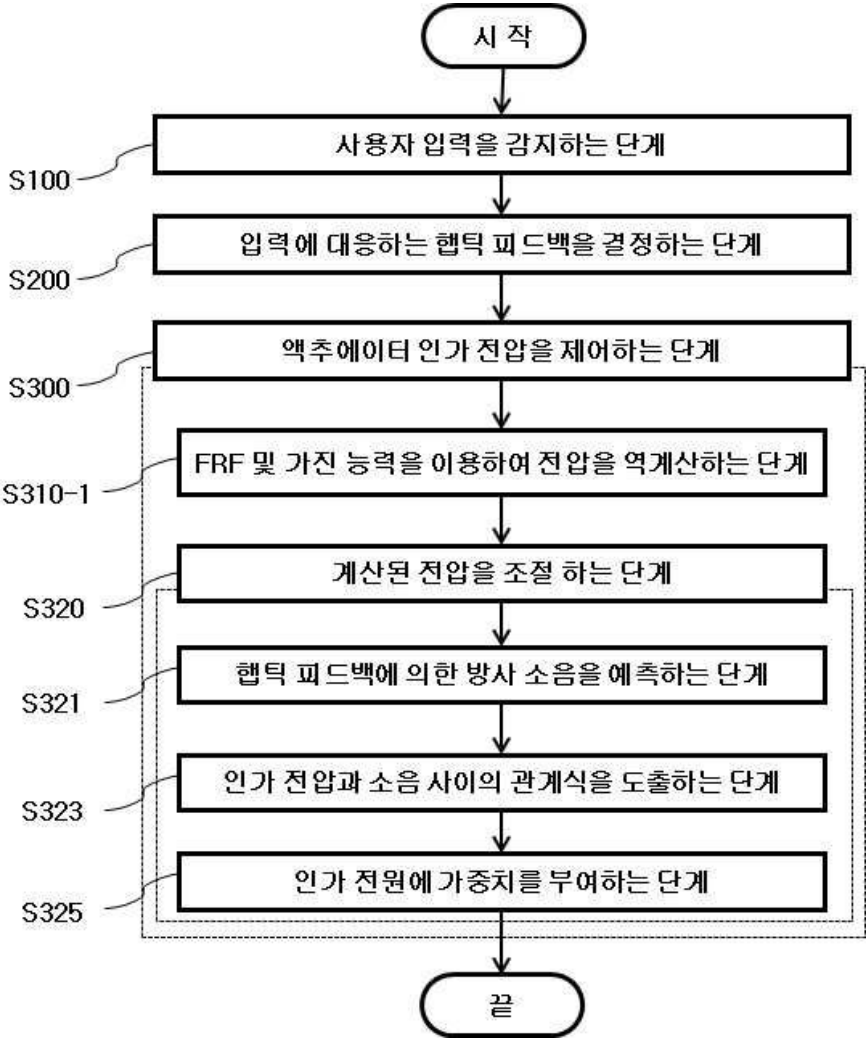 시 작
사용자 입력을 감지하는 단계
S100
입력에 대응하는 햅틱 피드백을 결정하는 단계
S200
액추에이터 인가 전압을 제어하는 단계
S300
FRF 및 가진 능력을 이용하여 전압을 역계산하는 단계
S310-1
계산된 전압을 조절 하는 단계
S320
햅틱 피드백에 의한 방사 소음을 예측하는 단계
S321
인가 전압과 소음 사이의 관계식을 도출하는 단계
S323
인가 전원에 가중치를 부여하는 단계
S325
끝